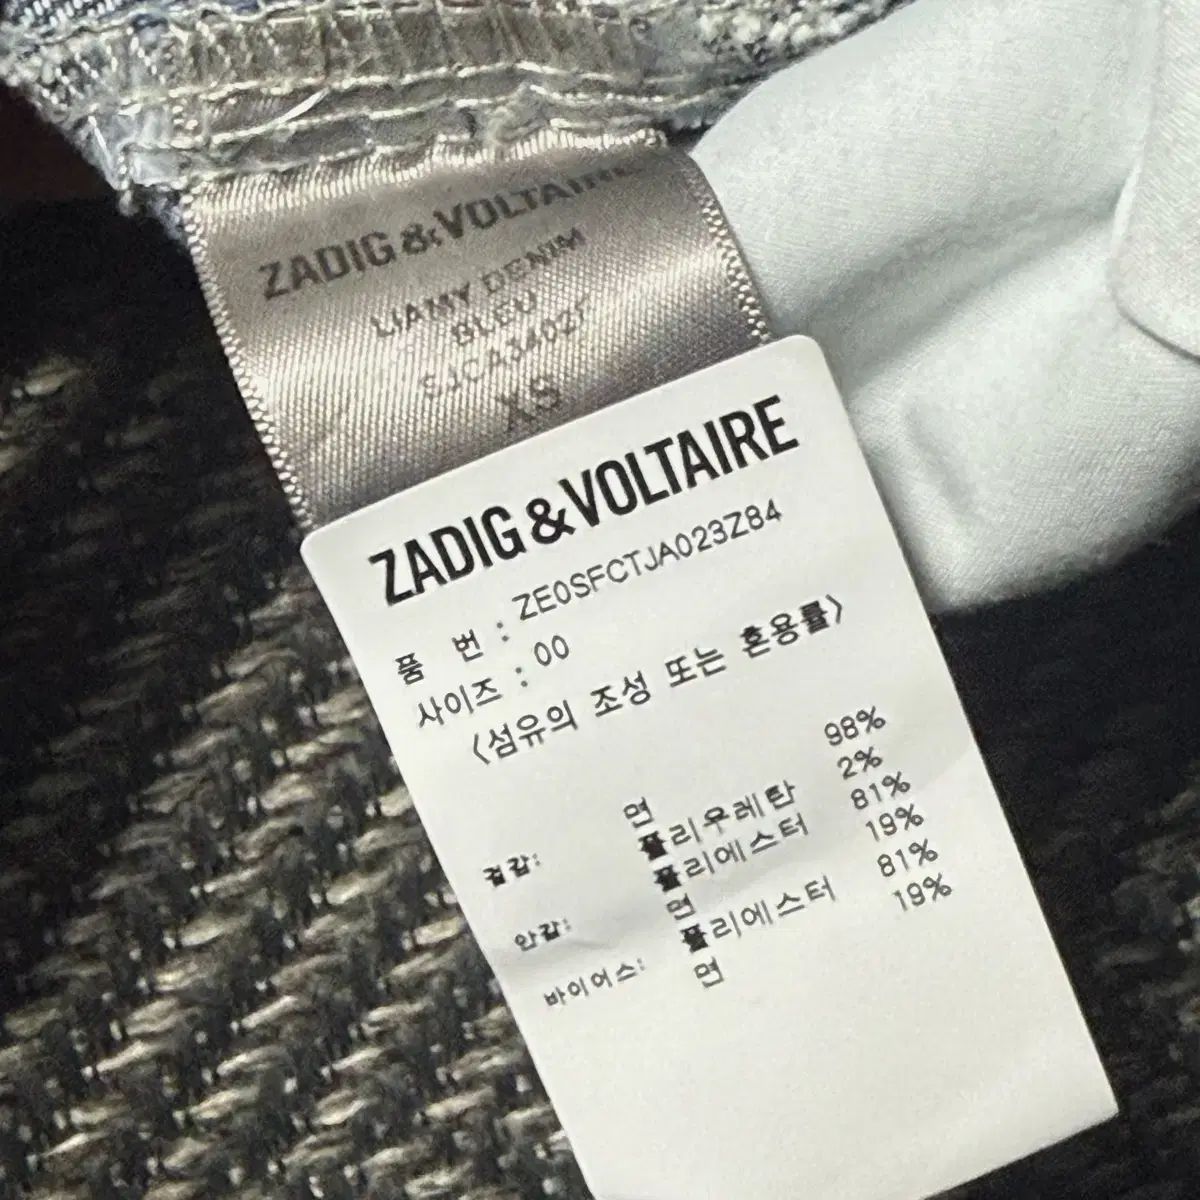 ZADIG&VOLTAIRE
LIAMY DENIM
BLEU
XS
ZADIG&VOLTAIRE
품 번 : ZE0SFCTJA023Z84
사이즈 : 00
<섬유의 조성 또는 혼용률>
겉감: 면 98%
폴리우레탄 2%
안감: 폴리에스터 81%
면 19%
바이어스: 폴리에스터 81%
면 19%